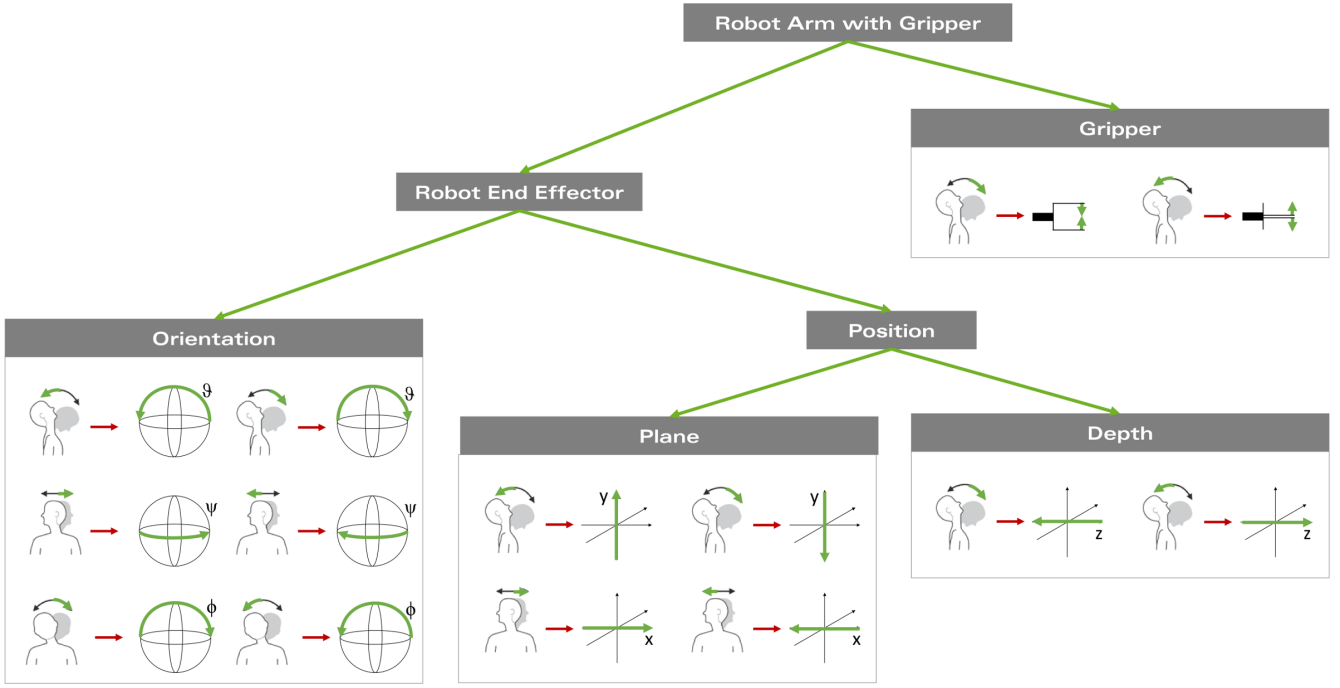 Robot Arm with Gripper
Gripper
Robot End Effector
Orientation
Position
ϑ
ϑ
Plane
Depth
y
y
ψ
ψ
z
z
ϕ
ϕ
x
x